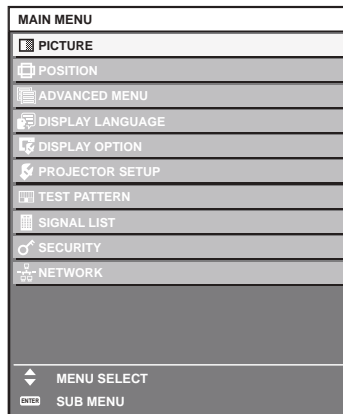 MAIN MENU
PICTURE
POSITION
ADVANCED MENU
DISPLAY LANGUAGE
DISPLAY OPTION
PROJECTOR SETUP
TEST PATTERN
SIGNAL LIST
SECURITY
NETWORK
MENU SELECT
ENTER SUB MENU